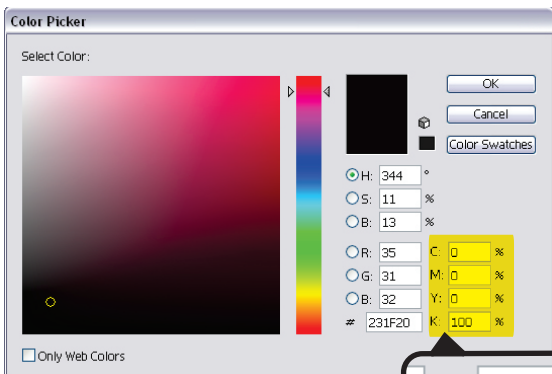 Color Picker
Select Color:
OK
Cancel
Color Swatches
H: 344 °
S: 11 %
B: 13 %
R: 35 C: 0 %
G: 31 M: 0 %
B: 32 Y: 0 %
# 231F20 K: 100 %
Only Web Colors